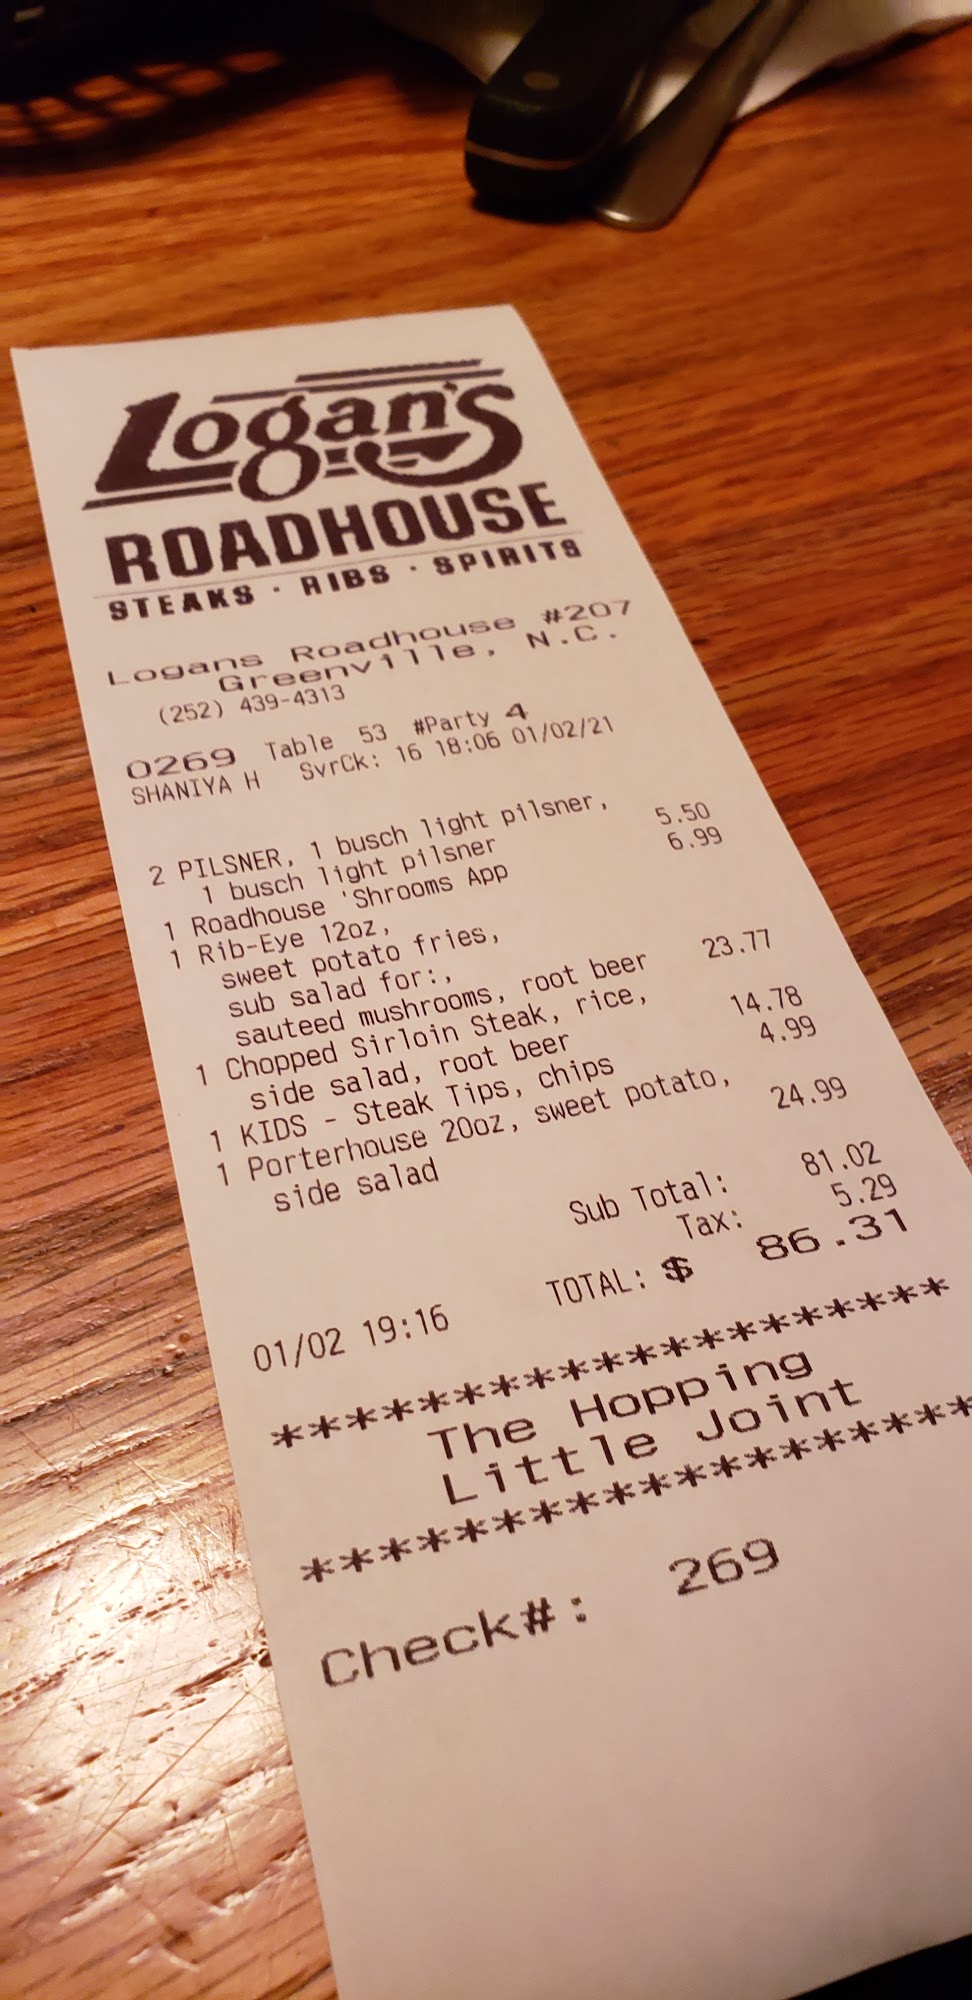 Logan's
ROADHOUSE
STEAKS · RIBS · SPIRITS
Logans Roadhouse #207
Greenville, N.C.
(252) 439-4313
0269 Table 53 #Party 4
SHANIYA H SvrCk: 16 18:06 01/02/21
2 PILSNER, 1 busch light pilsner,
1 busch light pilsner 5.50
1 Roadhouse 'Shrooms App 6.99
1 Rib-Eye 12oz,
sweet potato fries,
sub salad for:,
sauteed mushrooms, root beer 23.77
1 Chopped Sirloin Steak, rice,
side salad, root beer 14.78
1 KIDS - Steak Tips, chips 4.99
1 Porterhouse 20oz, sweet potato,
side salad 24.99
Sub Total: 81.02
Tax: 5.29
01/02 19:16 TOTAL: $ 86.31
********************
The Hopping
Little Joint
********************
Check#: 269